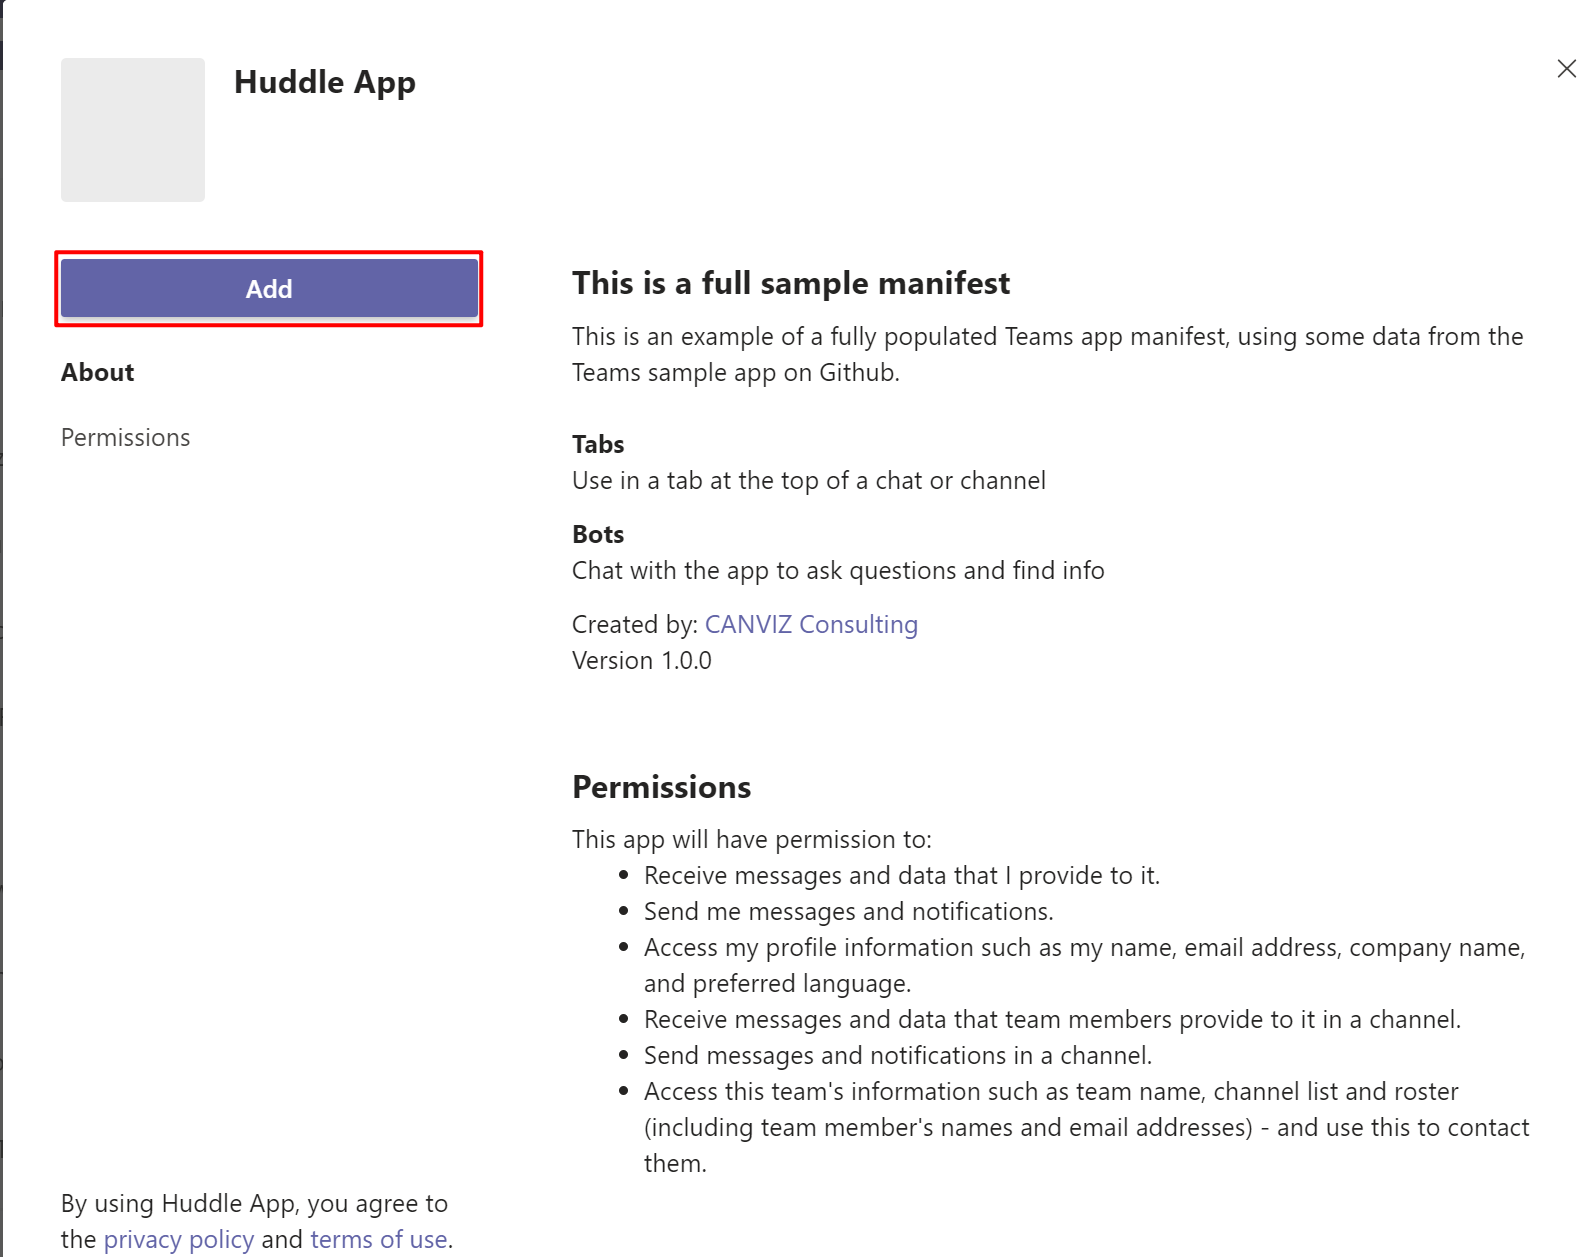 Huddle App
Add
About
Permissions
This is a full sample manifest
This is an example of a fully populated Teams app manifest, using some data from the
Teams sample app on Github.
Tabs
Use in a tab at the top of a chat or channel
Bots
Chat with the app to ask questions and find info
Created by: CANVIZ Consulting
Version 1.0.0
Permissions
This app will have permission to:
• Receive messages and data that I provide to it.
• Send me messages and notifications.
• Access my profile information such as my name, email address, company name,
and preferred language.
• Receive messages and data that team members provide to it in a channel.
• Send messages and notifications in a channel.
• Access this team's information such as team name, channel list and roster
(including team member's names and email addresses) - and use this to contact
them.
By using Huddle App, you agree to
the privacy policy and terms of use.